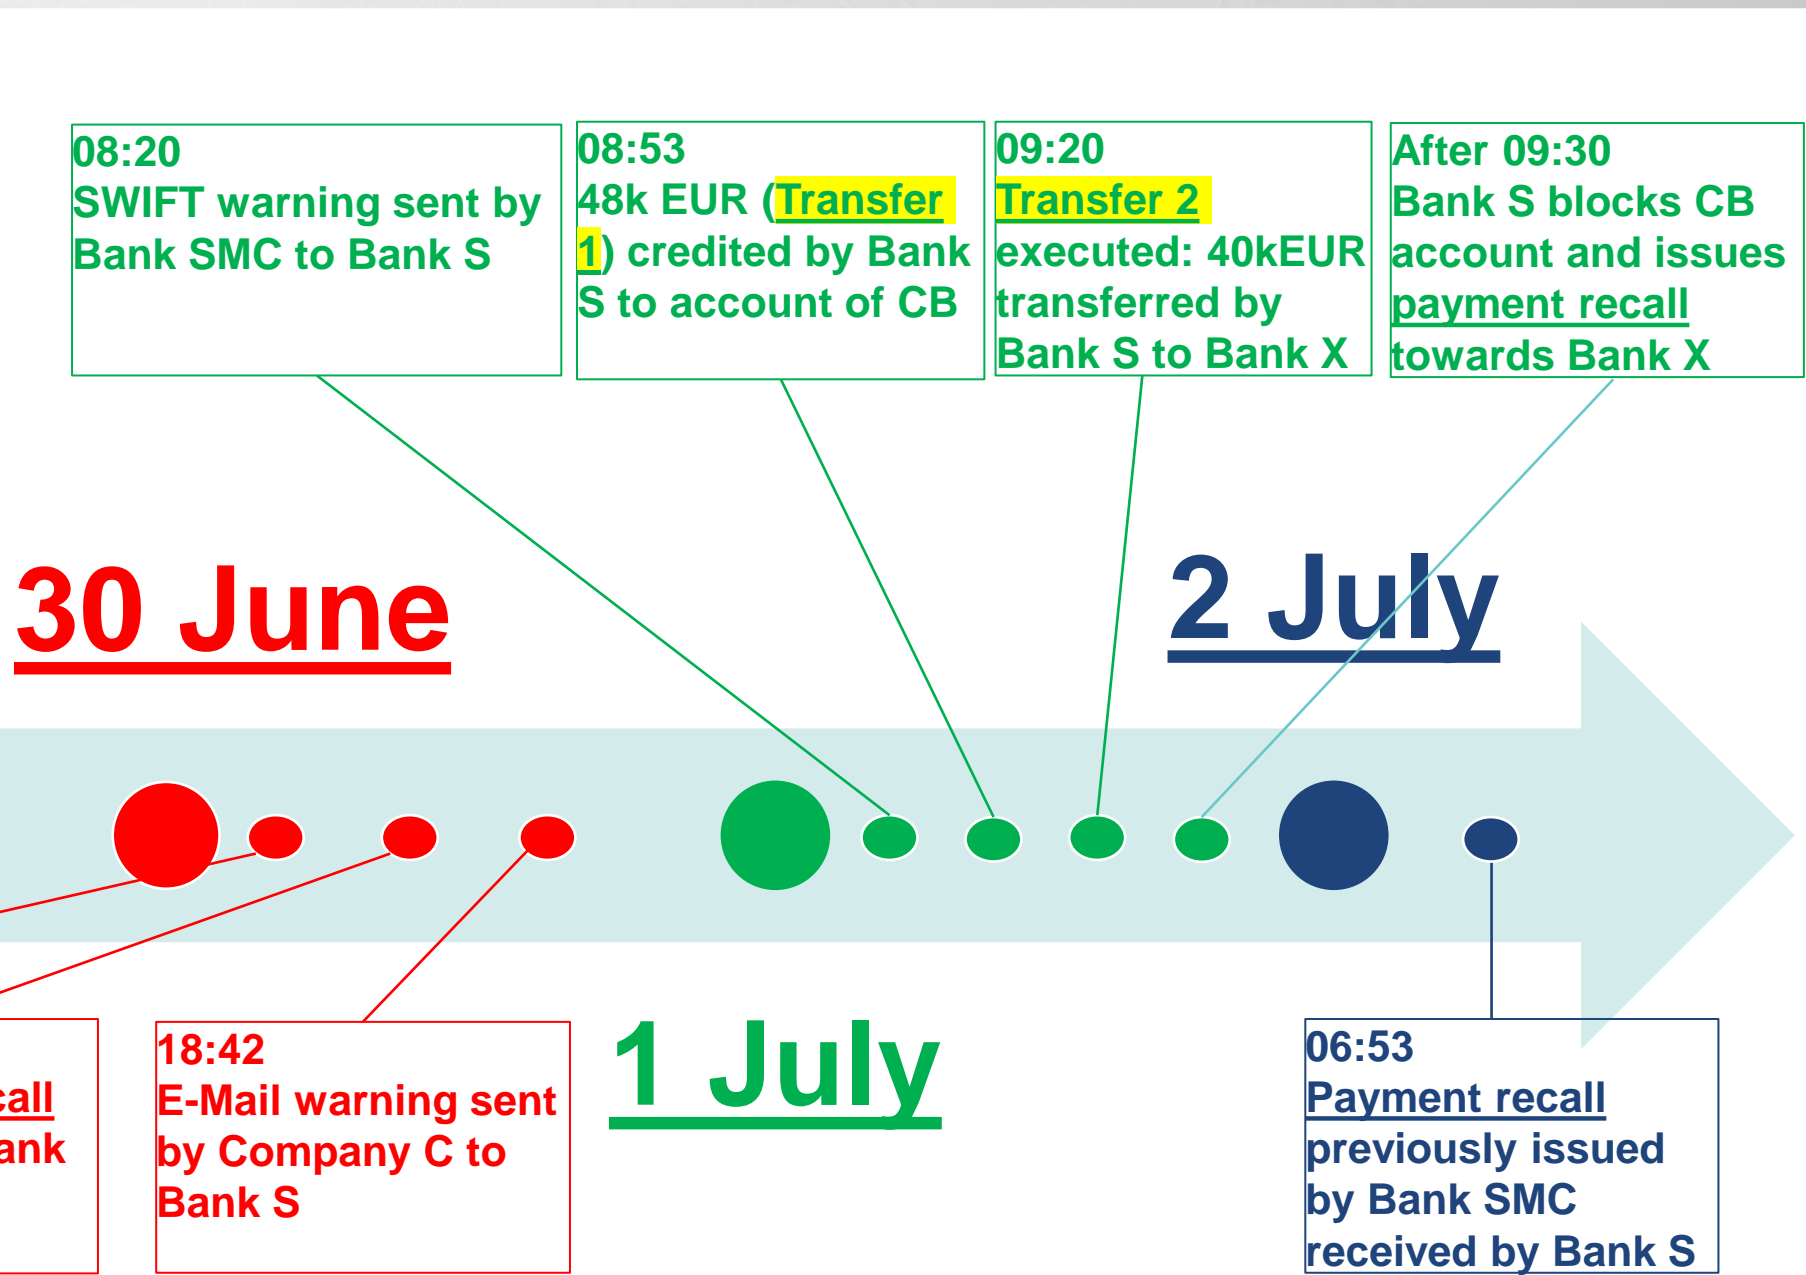 08:20
SWIFT warning sent by
Bank SMC to Bank S
08:53
48k EUR (Transfer
1) credited by Bank
S to account of CB
09:20
Transfer 2
executed: 40kEUR
transferred by
Bank S to Bank X
After 09:30
Bank S blocks CB
account and issues
payment recall
towards Bank X
30 June
2 July
1 July
call
ank
18:42
E-Mail warning sent
by Company C to
Bank S
06:53
Payment recall
previously issued
by Bank SMC
received by Bank S